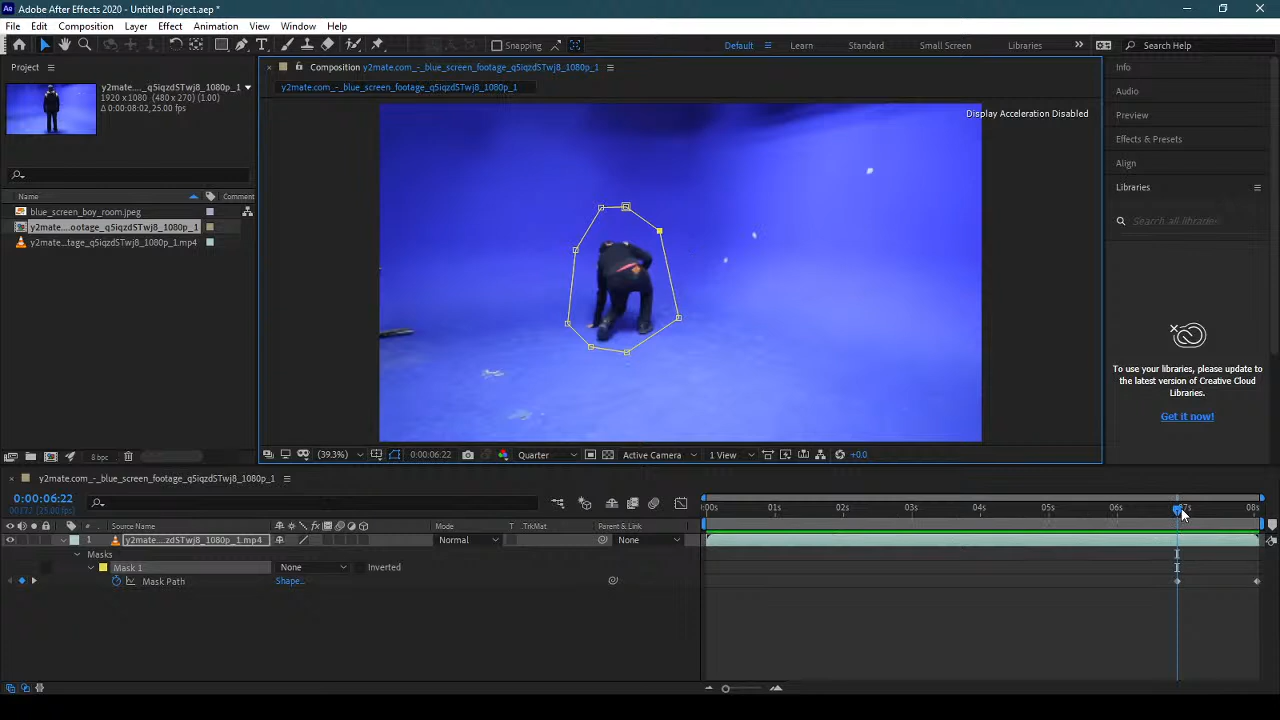 Adobe After Effects 2020 - Untitled Project.aep *
File Edit Composition Layer Effect Animation View Window Help
Snapping
Default Learn Standard Small Screen Libraries Search Help
Project
y2mate.com_-_blue_screen_footage_q5iqzdSTwj8_1080p_1
1920 x 1080 (480 x 270) (1.00)
Δ 0:00:08:02, 25.00 fps
Name Comment
blue_screen_boy_room.jpeg
y2mate....ootage_q5iqzdSTwj8_1080p_1
y2mate...tage_q5iqzdSTwj8_1080p_1.mp4
8 bpc
Composition y2mate.com_-_blue_screen_footage_q5iqzdSTwj8_1080p_1
y2mate.com_-_blue_screen_footage_q5iqzdSTwj8_1080p_1
Display Acceleration Disabled
(39.3%) 0:00:06:22 Quarter Active Camera 1 View +0.0
Info
Audio
Preview
Effects & Presets
Align
Libraries
Search all libraries
To use your libraries, please update to
the latest version of Creative Cloud
Libraries.
Get it now!
y2mate.com_-_blue_screen_footage_q5iqzdSTwj8_1080p_1
0:00:06:22
00172 (25.00 fps)
# Source Name Mode T .TrkMat Parent & Link
1 y2mate....zdSTwj8_1080p_1.mp4 Normal None
Masks
Mask 1 None Inverted
Mask Path Shape...
:00s 01s 02s 03s 04s 05s 06s 07s 08s